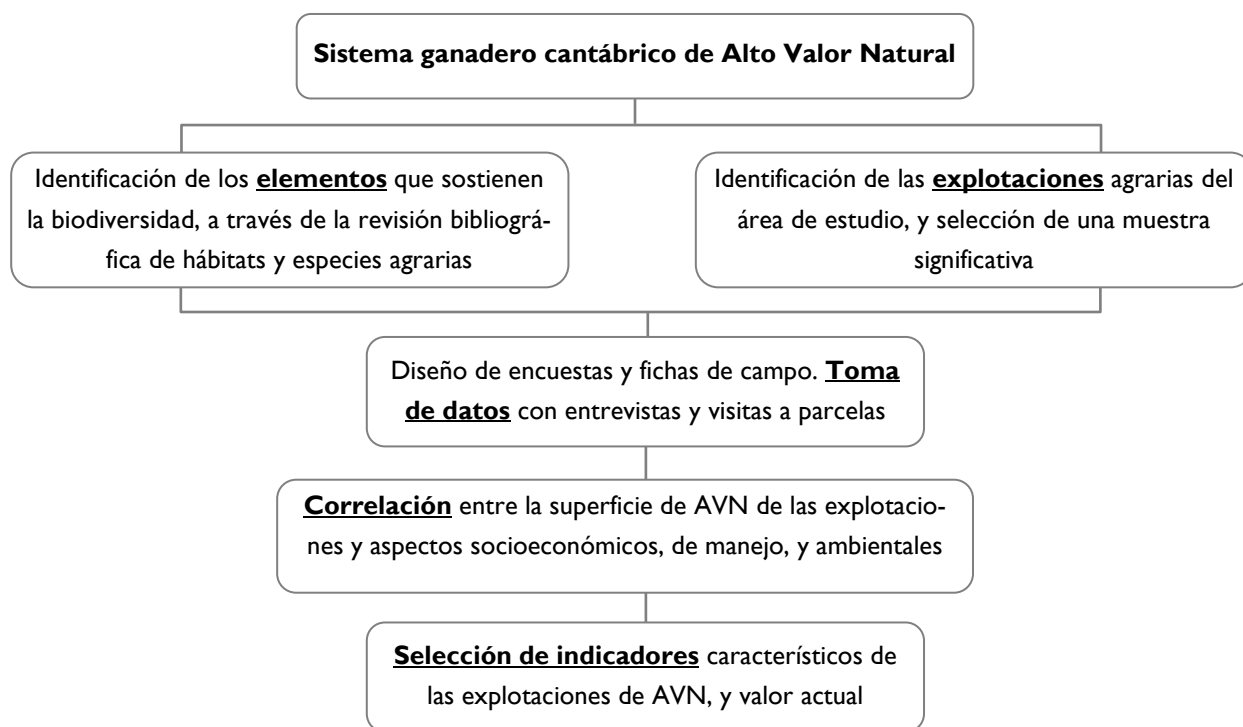 Sistema ganadero cantábrico de Alto Valor Natural
Identificación de los elementos que sostienen
la biodiversidad, a través de la revisión bibliográ-
fica de hábitats y especies agrarias
Identificación de las explotaciones agrarias del
área de estudio, y selección de una muestra
significativa
Diseño de encuestas y fichas de campo. Toma
de datos con entrevistas y visitas a parcelas
Correlación entre la superficie de AVN de las explotacio-
nes y aspectos socioeconómicos, de manejo, y ambientales
Selección de indicadores característicos de
las explotaciones de AVN, y valor actual